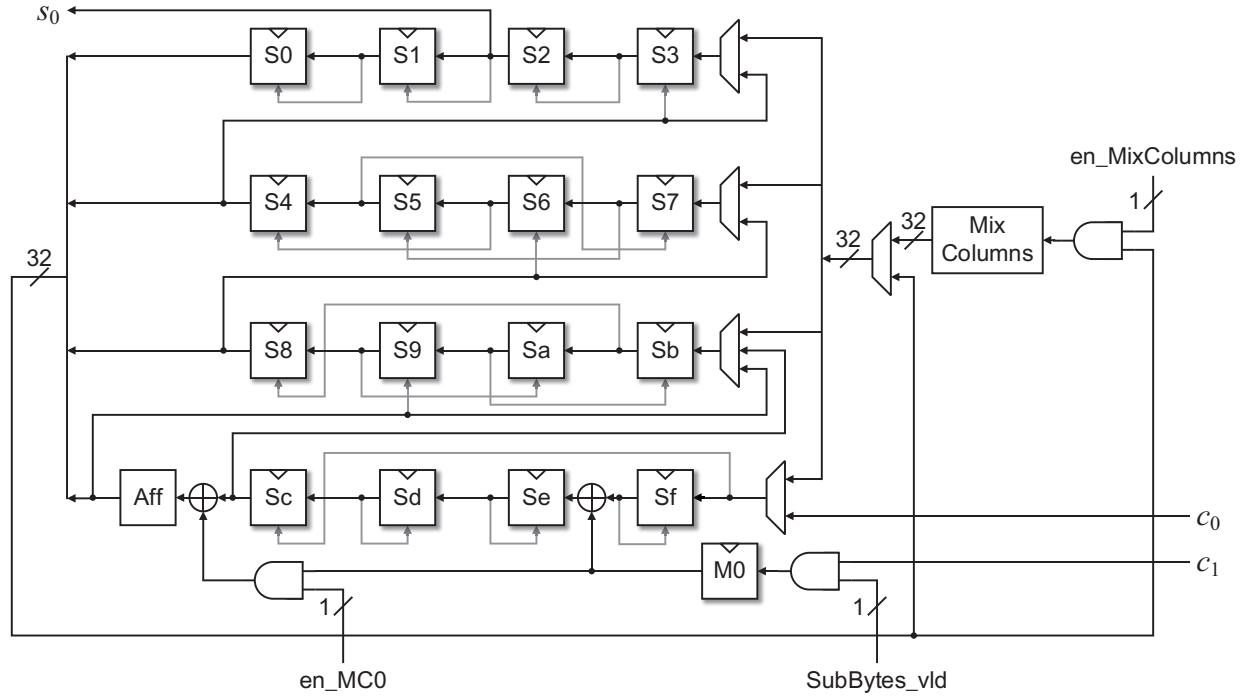 s0
S0 S1 S2 S3
en_MixColumns
1
S4 S5 S6 S7
32 32 Mix
Columns
32
S8 S9 Sa Sb
Aff Sc Sd Se Sf
c0
M0 c1
1 1
en_MC0 SubBytes_vld